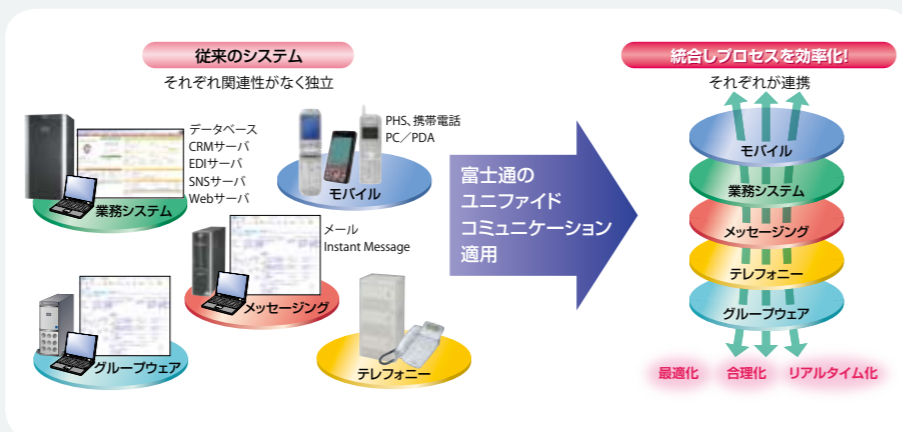 従来のシステム
それぞれ関連性がなく独立
データベース
CRMサーバ
EDIサーバ
SNSサーバ
Webサーバ
業務システム
PHS、携帯電話
PC／PDA
モバイル
メール
Instant Message
メッセージング
グループウェア
テレフォニー
富士通の
ユニファイド
コミュニケーション
適用
統合しプロセスを効率化!
それぞれが連携
モバイル
業務システム
メッセージング
テレフォニー
グループウェア
最適化 合理化 リアルタイム化